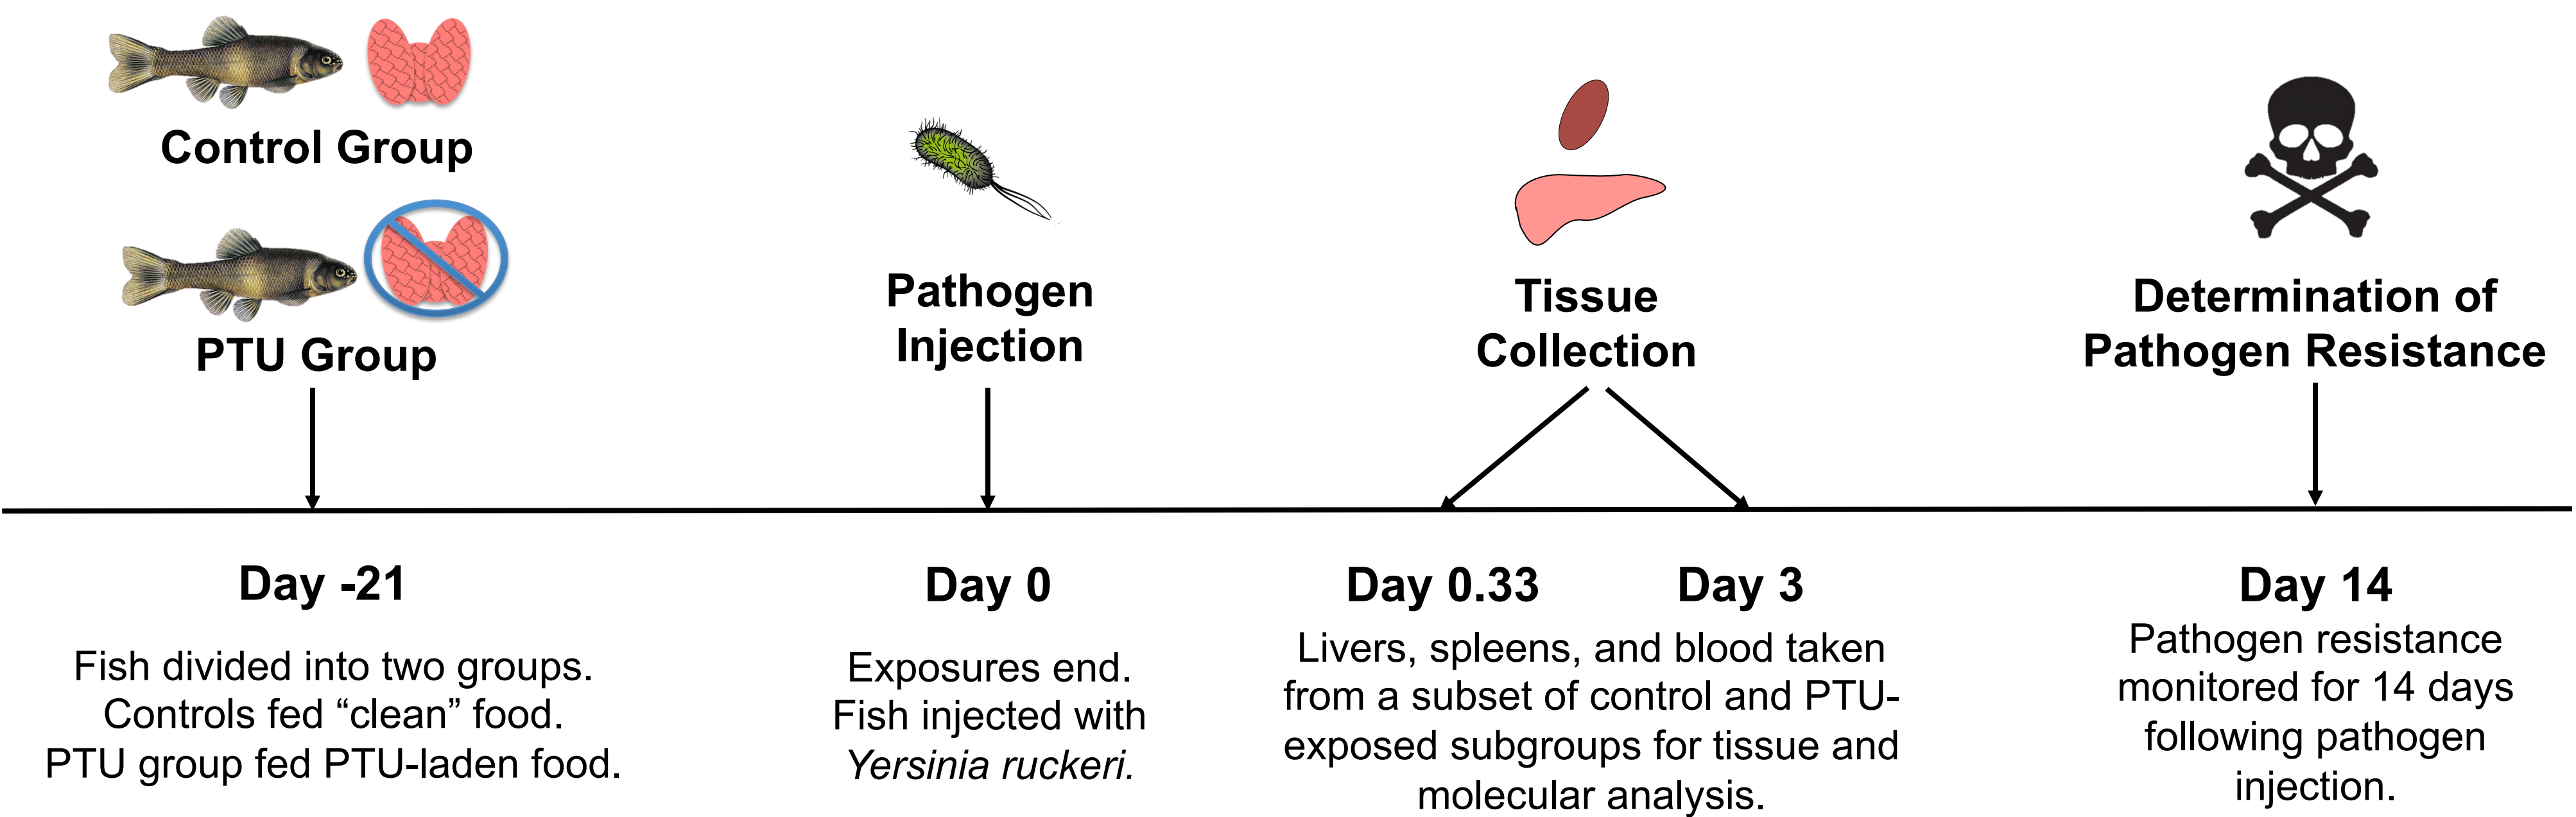 Control Group
PTU Group
Pathogen
Injection
Tissue
Collection
Determination of
Pathogen Resistance
Day -21
Fish divided into two groups.
Controls fed “clean” food.
PTU group fed PTU-laden food.
Day 0
Exposures end.
Fish injected with
Yersinia ruckeri.
Day 0.33
Day 3
Livers, spleens, and blood taken
from a subset of control and PTU-
exposed subgroups for tissue and
molecular analysis.
Day 14
Pathogen resistance
monitored for 14 days
following pathogen
injection.